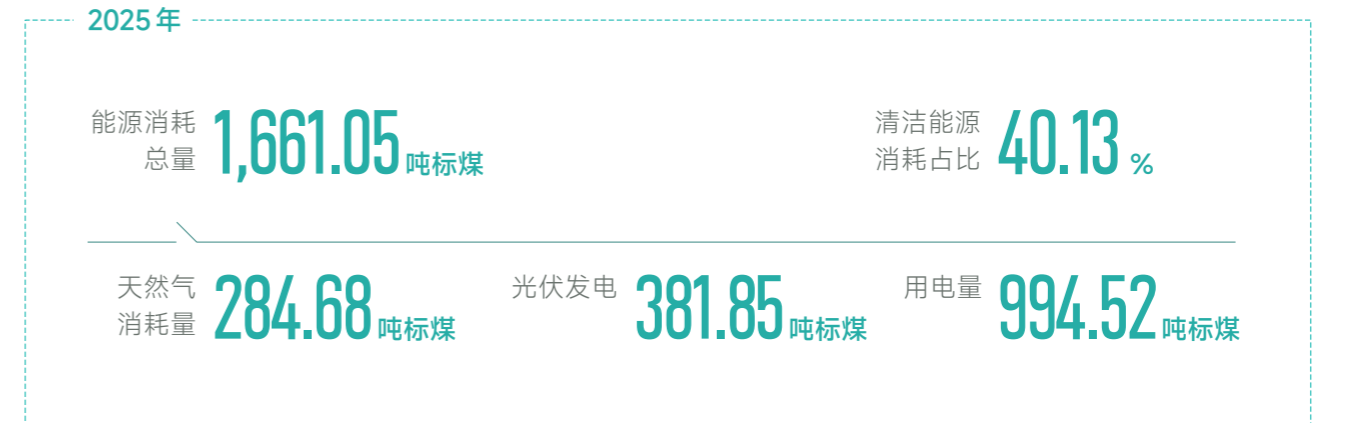 2025 年
能源消耗
总量
1,661.05 吨标煤
清洁能源
消耗占比
40.13 %
天然气
消耗量
284.68 吨标煤
光伏发电
381.85 吨标煤
用电量
994.52 吨标煤